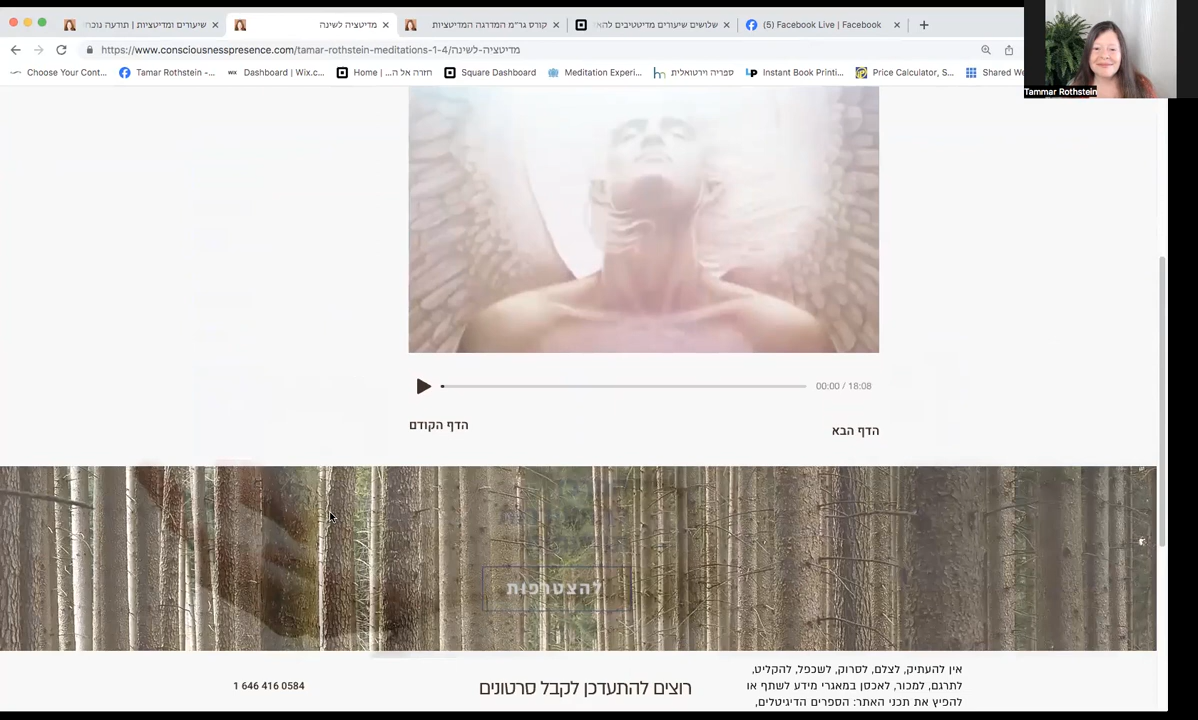 שיעורים ומדיטציות | תודעה נוכח
מדיטציה לשינה
קורס גר״מ המדרגה המדיטציות
שלושים שיעורים מדיטטיבים להאז
(5) Facebook Live | Facebook
https://www.consciousnesspresence.com/tamar-rothstein-meditations-1-4/מדיטציה-לשינה
Choose Your Cont...
Tamar Rothstein -...
Dashboard | Wix.c...
Home | ...חזרה אל ה
Square Dashboard
Meditation Experi...
ספריה וירטואלית
Instant Book Printi...
Price Calculator, S...
Shared We
Tammar Rothstein
00:00 / 18:08
הדף הקודם
הדף הבא
להצטרפות
אין להעתיק, לצלם, לסרוק, לשכפל, להקליט,
לתרגם, למכור, לאכסן במאגרי מידע לשתף או
להפיץ את תכני האתר: הספרים הדיגיטלים,
רוצים להתעדכן לקבל סרטונים
1 646 416 0584